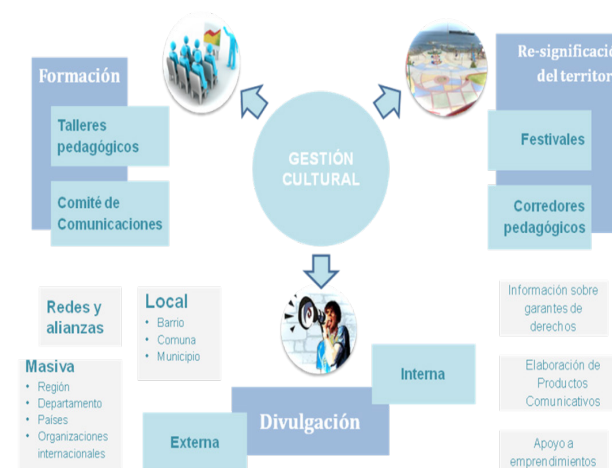 Formación
Talleres
pedagógicos
Comité de
Comunicaciones
GESTIÓN
CULTURAL
Re-significació
del territor
Festivales
Corredores
pedagógicos
Redes y
alianzas
Local
• Barrio
• Comuna
• Municipio
Masiva
• Región
• Departamento
• Países
• Organizaciones
internacionales
Externa
Divulgación
Interna
Información sobre
garantes de
derechos
Elaboración de
Productos
Comunicativos
Apoyo a
emprendimientos